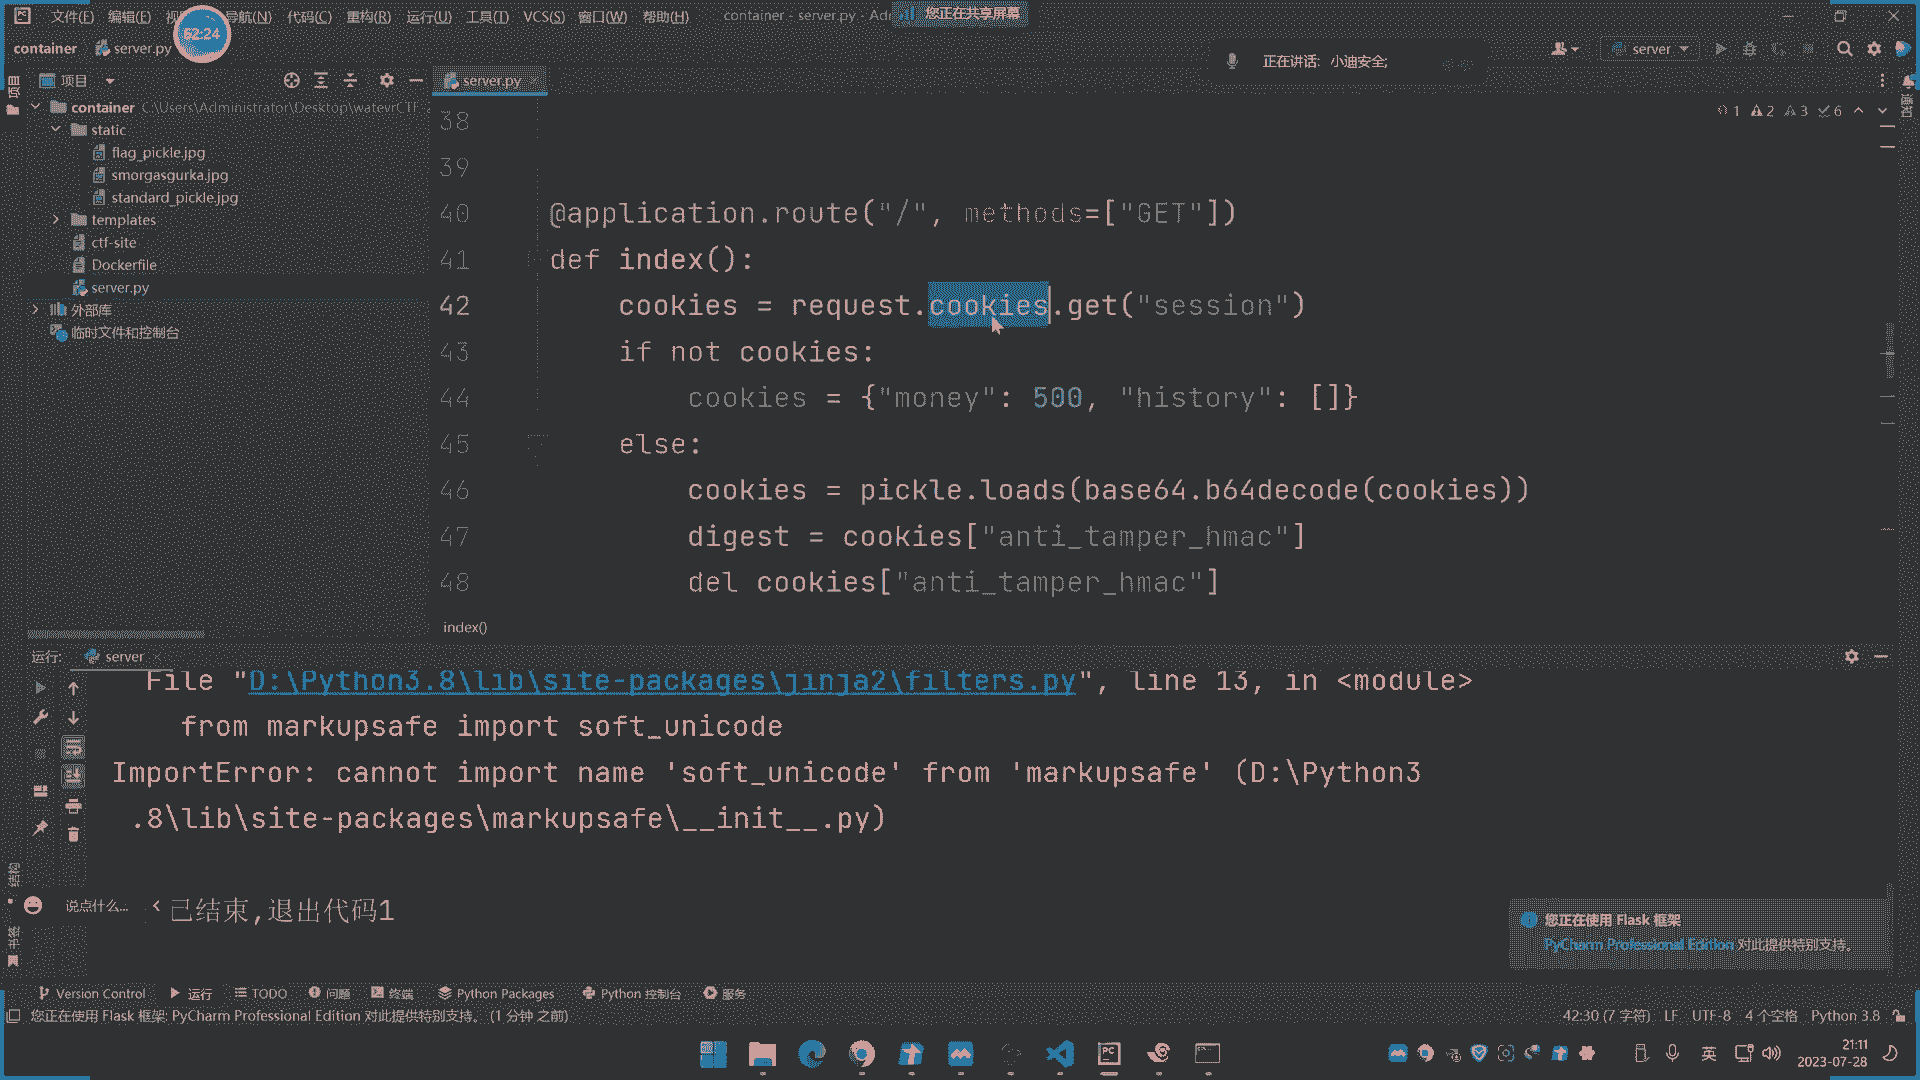 文件(F) 编辑(E) 导航(N) 代码(C) 重构(R) 运行(U) 工具(T) VCS(S) 窗口(W) 帮助(H) container - server.py - Ad 您正在共享屏幕
62:24
container server.py
server
正在讲话: 小迪安全;
项目
server.py
container C:\Users\Administrator\Desktop\watevrCTF-
static
flag_pickle.jpg
smorgasgurka.jpg
standard_pickle.jpg
templates
ctf-site
Dockerfile
server.py
外部库
临时文件和控制台
1 2 3 6
38
39
40 @application.route("/", methods=["GET"])
41 def index():
42 cookies = request.cookies.get("session")
43 if not cookies:
44 cookies = {"money": 500, "history": []}
45 else:
46 cookies = pickle.loads(base64.b64decode(cookies))
47 digest = cookies["anti_tamper_hmac"]
48 del cookies["anti_tamper_hmac"]
index()
运行: server
File "D:\Python3.8\lib\site-packages\jinja2\filters.py", line 13, in <module>
from markupsafe import soft_unicode
ImportError: cannot import name 'soft_unicode' from 'markupsafe' (D:\Python3
.8\lib\site-packages\markupsafe\__init__.py)
说点什么...
已结束,退出代码1
您正在使用 Flask 框架
PyCharm Professional Edition 对此提供特别支持。
结构
书签
Version Control 运行 TODO 问题 终端 Python Packages Python 控制台 服务
您正在使用 Flask 框架: PyCharm Professional Edition 对此提供特别支持。 (1 分钟 之前)
42:30 (7 字符) LF UTF-8 4 个空格 Python 3.8
英
21:11
2023-07-28